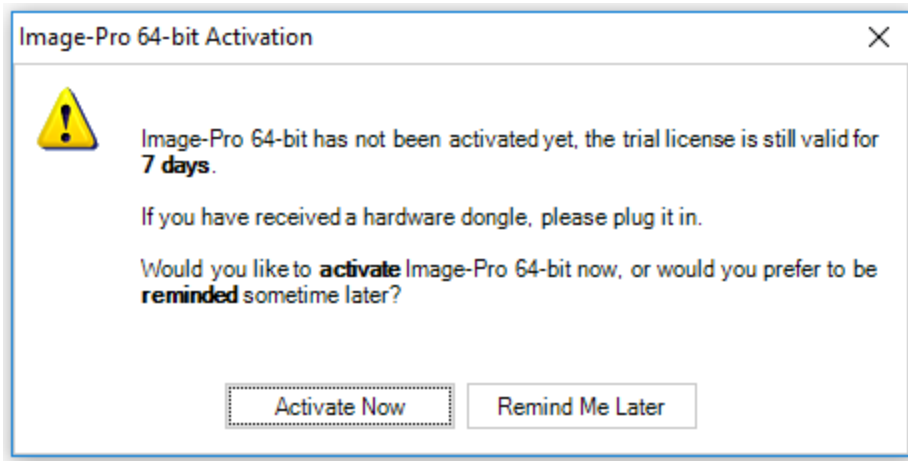 Image-Pro 64-bit Activation
Image-Pro 64-bit has not been activated yet, the trial license is still valid for
7 days.
If you have received a hardware dongle, please plug it in.
Would you like to activate Image-Pro 64-bit now, or would you prefer to be
reminded sometime later?
Activate Now
Remind Me Later